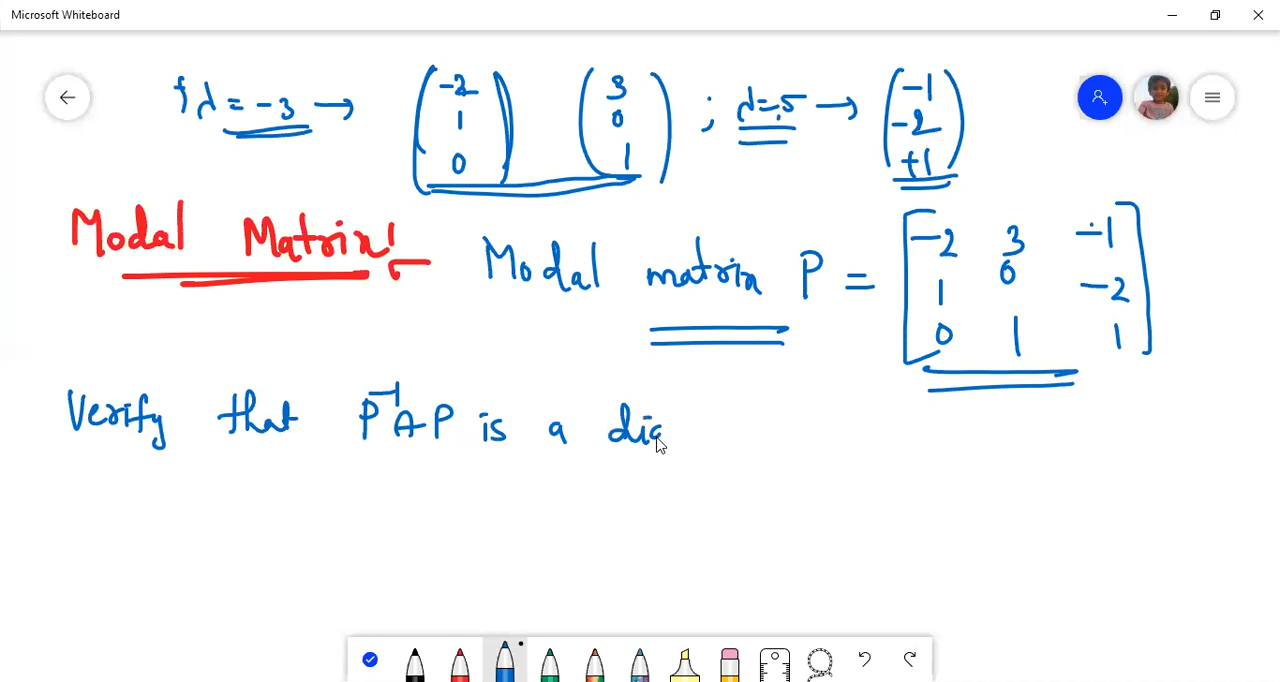 Microsoft Whiteboard
λ = -3 → (-2 1 0) (3 0 1) ; λ = 5 → (-1 -2 +1)
Modal Matrix:
Modal matrix P = [-2 3 -1
1 0 -2
0 1 1]
Verify that P⁻¹AP is a dia